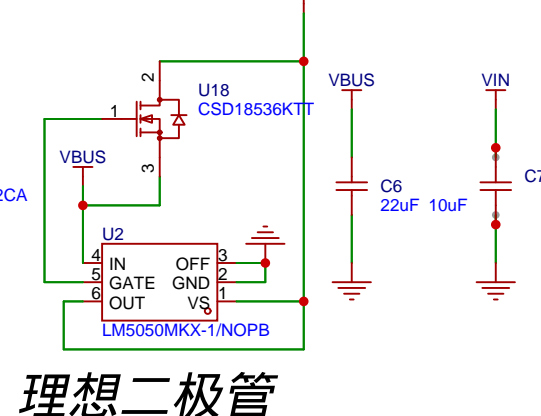 2
U18
CSD18536KTT
1
3
VBUS
2CA
VBUS
C6
22uF 10uF
VIN
C7
U2
4 IN OFF 3
5 GATE GND 2
6 OUT VS 1
LM5050MKX-1/NOPB
理想二极管